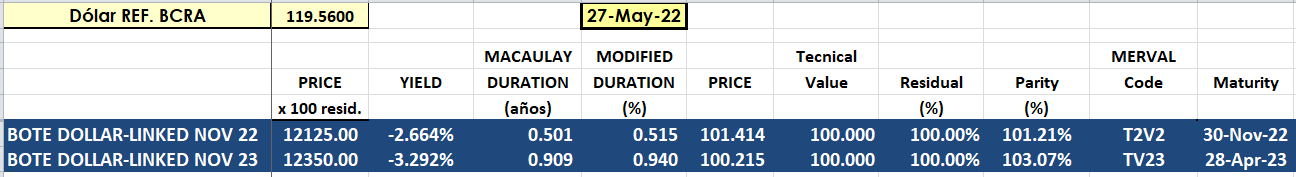 Dólar REF. BCRA 119.5600 27-May-22
MACAULAY MODIFIED Tecnical MERVAL
PRICE YIELD DURATION DURATION PRICE Value Residual Parity Code Maturity
x 100 resid. (años) (%) (%) (%)
BOTE DOLLAR-LINKED NOV 22 12125.00 -2.664% 0.501 0.515 101.414 100.000 100.00% 101.21% T2V2 30-Nov-22
BOTE DOLLAR-LINKED NOV 23 12350.00 -3.292% 0.909 0.940 100.215 100.000 100.00% 103.07% TV23 28-Apr-23